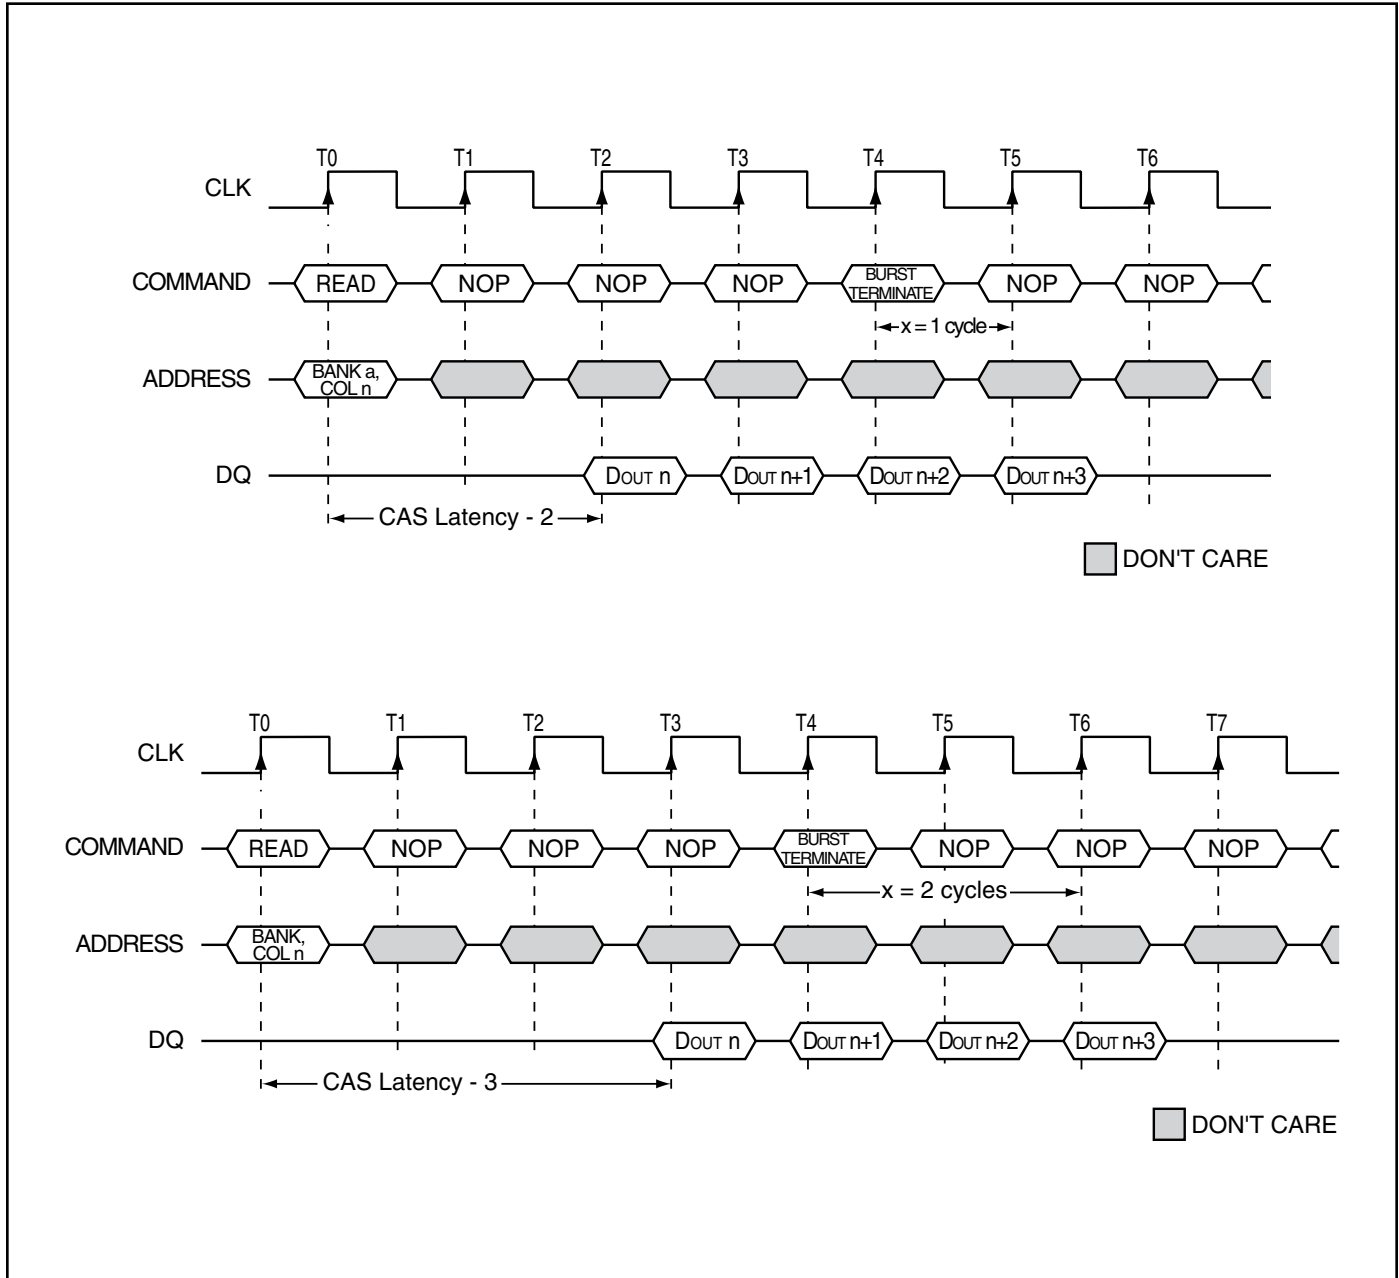 T0 T1 T2 T3 T4 T5 T6
CLK
COMMAND READ NOP NOP NOP BURST TERMINATE NOP NOP
x = 1 cycle
ADDRESS BANK a, COL n
DQ DOUT n DOUT n+1 DOUT n+2 DOUT n+3
CAS Latency - 2
DON'T CARE
T0 T1 T2 T3 T4 T5 T6 T7
CLK
COMMAND READ NOP NOP NOP BURST TERMINATE NOP NOP NOP
x = 2 cycles
ADDRESS BANK, COL n
DQ DOUT n DOUT n+1 DOUT n+2 DOUT n+3
CAS Latency - 3
DON'T CARE